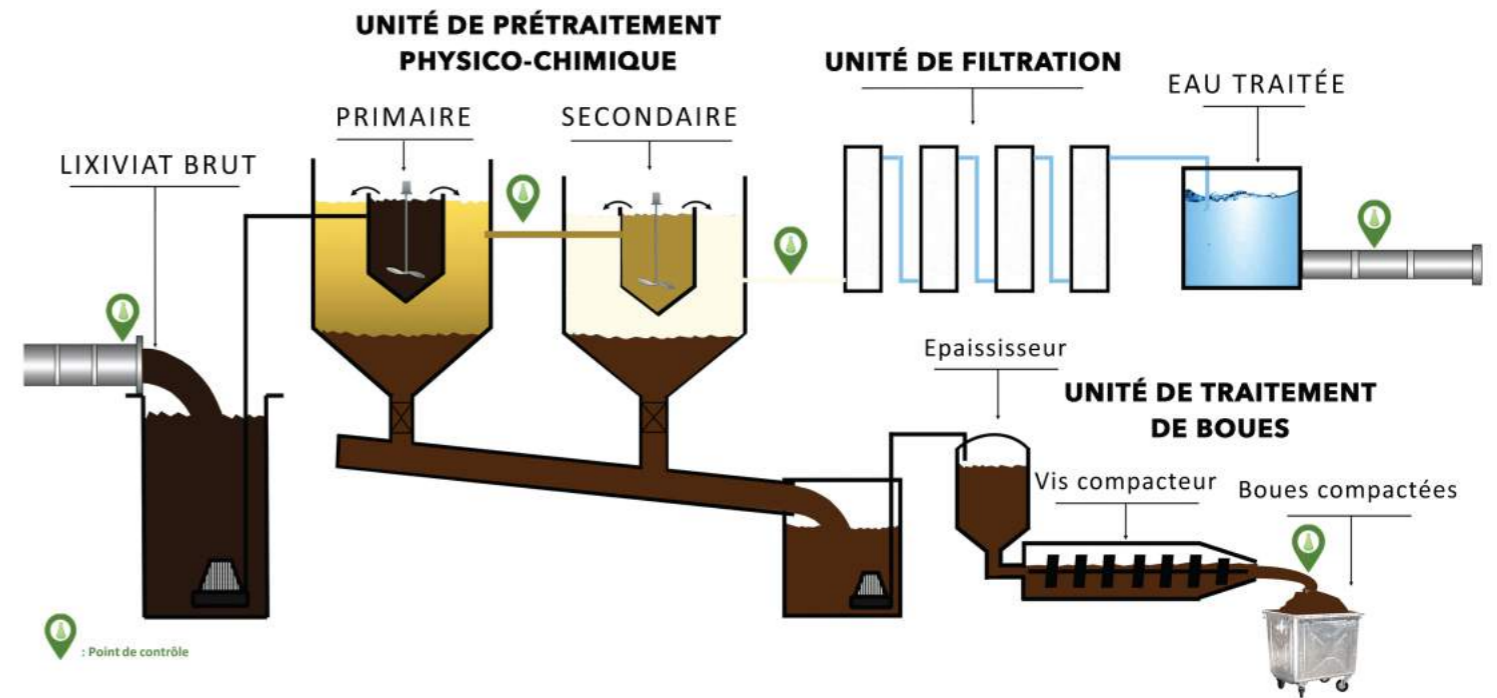 UNITÉ DE PRÉTRAITEMENT
PHYSICO-CHIMIQUE
UNITÉ DE FILTRATION
EAU TRAITÉE
PRIMAIRE
SECONDAIRE
LIXIVIAT BRUT
Epaississeur
UNITÉ DE TRAITEMENT
DE BOUES
Vis compacteur
Boues compactées
: Point de contrôle